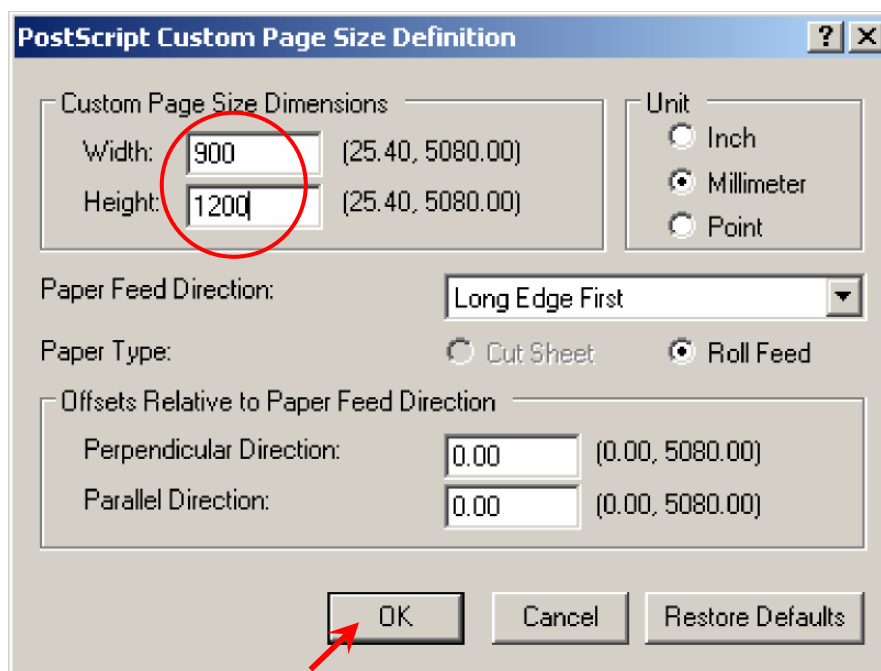 PostScript Custom Page Size Definition
Custom Page Size Dimensions
Width: 900 (25.40, 5080.00)
Height: 1200 (25.40, 5080.00)
Unit
Inch
Millimeter
Point
Paper Feed Direction: Long Edge First
Paper Type: Cut Sheet Roll Feed
Offsets Relative to Paper Feed Direction
Perpendicular Direction: 0.00 (0.00, 5080.00)
Parallel Direction: 0.00 (0.00, 5080.00)
OK Cancel Restore Defaults